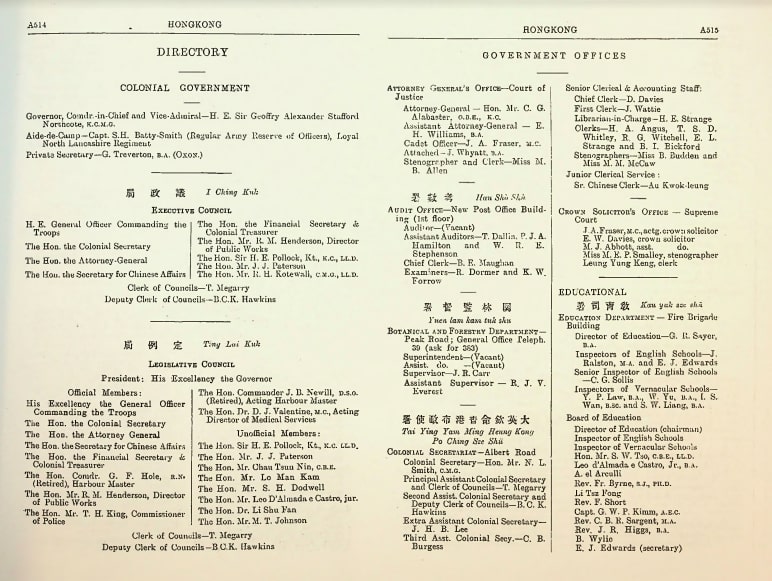 A514
HONGKONG
DIRECTORY
COLONIAL GOVERNMENT
Governor, Comdr.-in-Chief and Vice-Admiral—H. E. Sir Geoffry Alexander Stafford
Northcote, K.C.M.G.
Aide-de-Camp—Capt. S.H. Batty-Smith (Regular Army Reserve of Officers), Loyal
North Lancashire Regiment
Private Secretary—G. Treverton, B.A. (OXON.)
局政議 I Ching Kuk
EXECUTIVE COUNCIL
H. E. General Officer Commanding the
Troops
The Hon. the Colonial Secretary
The Hon. the Attorney-General
The Hon. the Secretary for Chinese Affairs
The Hon. the Financial Secretary &
Colonial Treasurer
The Hon. Mr. R. M. Henderson, Director
of Public Works
The Hon. Sir H. E. Pollock, Kt., K.C., LL.D.
The Hon. Mr. J. J. Paterson
The Hon. Mr. R. H. Kotewall, C.M.G., LL.D.
Clerk of Councils—T. Megarry
Deputy Clerk of Councils—B.C.K. Hawkins
局例定 Ting Lai Kuk
LEGISLATIVE COUNCIL
President: His Excellency the Governor
Official Members:
His Excellency the General Officer
Commanding the Troops
The Hon. the Colonial Secretary
The Hon. the Attorney General
The Hon. the Secretary for Chinese Affairs
The Hon. the Financial Secretary &
Colonial Treasurer
The Hon. Comdr. G. F. Hole, R.N.
(Retired), Harbour Master
The Hon. Mr. R. M. Henderson, Director
of Public Works
The Hon. Mr. T. H. King, Commissioner
of Police
The Hon. Commander J. B. Newill, D.S.O.
(Retired), Acting Harbour Master
The Hon. Dr. D. J. Valentine, M.C., Acting
Director of Medical Services
Unofficial Members:
The Hon. Sir H. E. Pollock, Kt., K.C. LL.D.
The Hon. Mr. J. J. Paterson
The Hon. Mr. Chau Tsun Nin, C.B.E.
The Hon. Mr. Lo Man Kam
The Hon. Mr. S. H. Dodwell
The Hon. Mr. Leo D'Almada e Castro, jur.
The Hon. Dr. Li Shu Fan
The Hon. Mr. M. T. Johnson
Clerk of Councils—T. Megarry
Deputy Clerk of Councils—B.C.K. Hawkins
HONGKONG
A515
GOVERNMENT OFFICES
ATTORNEY GENERAL'S OFFICE—Court of
Justice
Attorney-General — Hon. Mr. C. G.
Alabaster, O.B.E., K.C.
Assistant Attorney-General — E.
H. Williams, B.A.
Cadet Officer—J. A. Fraser, M.C.
Attached—J. Whyatt, B.A.
Stenographer and Clerk—Miss M.
B. Allen
署考 Hau Shü Shü
AUDIT OFFICE—New Post Office Build-
ing (1st floor)
Auditor—(Vacant)
Assistant Auditors—T. Dallin, P. J. A.
Hamilton and W. R. E.
Stephenson
Chief Clerk—B. E. Maughan
Examiners—R. Dormer and K. W.
Forrow
署督監林園
Yuen lam kam tuk shu
BOTANICAL AND FORESTRY DEPARTMENT—
Peak Road; General Office Teleph.
39 (ask for 383)
Superintendent—(Vacant)
Assist. do. —(Vacant)
Supervisor—J. R. Carr
Assistant Supervisor — R. J. V.
Everest
署使政布港香命欽英大
Tai Ying Yam Ming Heung Kong
Po Ching Sze Shü
COLONIAL SECRETARIAT—Albert Road
Colonial Secretary—Hon. Mr. N. L.
Smith, C.M.G.
Principal Assistant Colonial Secretary
and Clerk of Councils—T. Megarry
Second Assist. Colonial Secretary and
Deputy Clerk of Councils—B. C. K.
Hawkins
Extra Assistant Colonial Secretary—
J. H. B. Lee
Third Asst. Colonial Secy.—C. B.
Burgess
Senior Clerical & Accounting Staff:
Chief Clerk—D. Davies
First Clerk—J. Wattie
Librarian-in-Charge—H. E. Strange
Clerks—H. A. Angus, T. S. D.
Whitley, R. G. Witchell, E. L.
Strange and B. I. Bickford
Stenographers—Miss B. Budden and
Miss M. M. McCaw
Junior Clerical Service:
Sr. Chinese Clerk—Au Kwok-leung
CROWN SOLICITOR'S OFFICE — Supreme
Court
J.A.Fraser, M.C., actg. crown solicitor
E. W. Davies, crown solicitor
M. J. Abbott, asst. do.
Miss M. E. P. Smalley, stenographer
Leung Yung Keng, clerk
EDUCATIONAL
署司育教 Kau yuk sze shü
EDUCATION DEPARTMENT — Fire Brigade
Building
Director of Education—G. R. Sayer,
B.A.
Inspectors of English Schools—J.
Ralston, M.A. and E. J. Edwards
Senior Inspector of English Schools
—C. G. Sollis
Inspectors of Vernacular Schools—
Y. P. Law, B.A., W. Yu, B.A., I. S.
Wan, B.SC. and S. W. Liang, B.A.
Board of Education
Director of Education (chairman)
Inspector of English Schools
Inspector of Vernacular Schools
Hon. Mr. S. W. Tso, C.B.E., LL.D.
Leo d'Almada e Castro, Jr., B.A.
A. el Arculli
Rev. Fr. Byrne, S.J., PH.D.
Li Tsz Fong
Rev. F. Short
Capt. G. W. P. Kimm, A.E.C.
Rev. C. B. R. Sargent, M.A.
Rev. J. R. Higgs, B.A.
B. Wylie
E. J. Edwards (secretary)